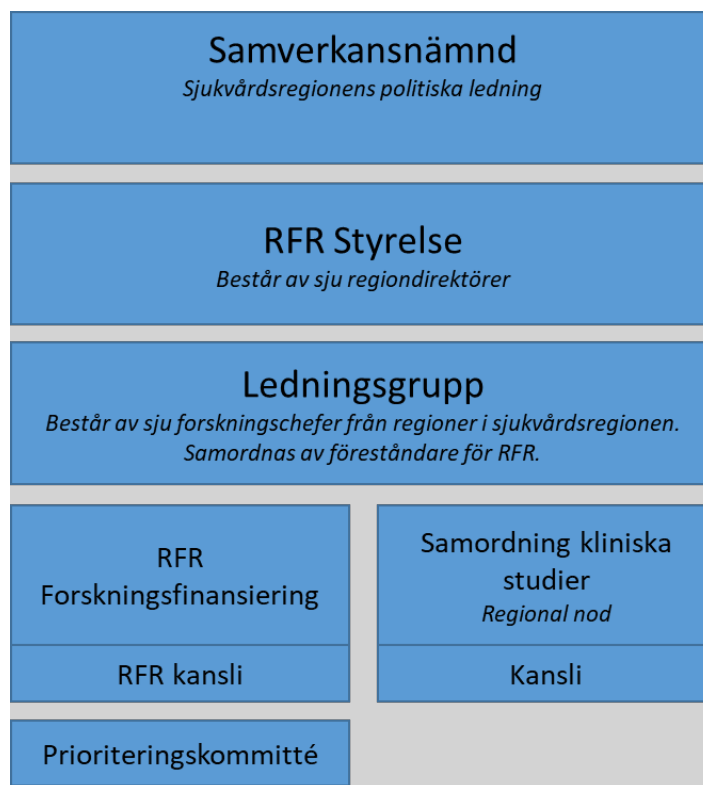 Samverkansnämnd
Sjukvårdsregionens politiska ledning
RFR Styrelse
Består av sju regiondirektörer
Ledningsgrupp
Består av sju forskningschefer från regioner i sjukvårdsregionen.
Samordnas av föreståndare för RFR.
RFR
Forskningsfinansiering
RFR kansli
Prioriteringskommitté
Samordning kliniska
studier
Regional nod
Kansli